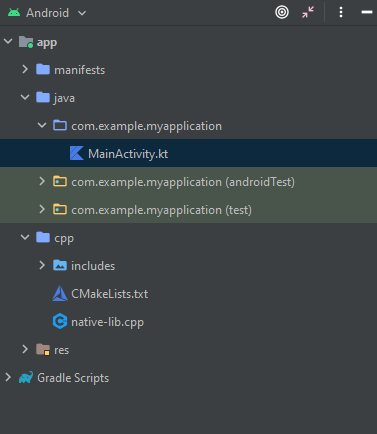 Android
app
manifests
java
com.example.myapplication
MainActivity.kt
com.example.myapplication (androidTest)
com.example.myapplication (test)
cpp
includes
CMakeLists.txt
native-lib.cpp
res
Gradle Scripts